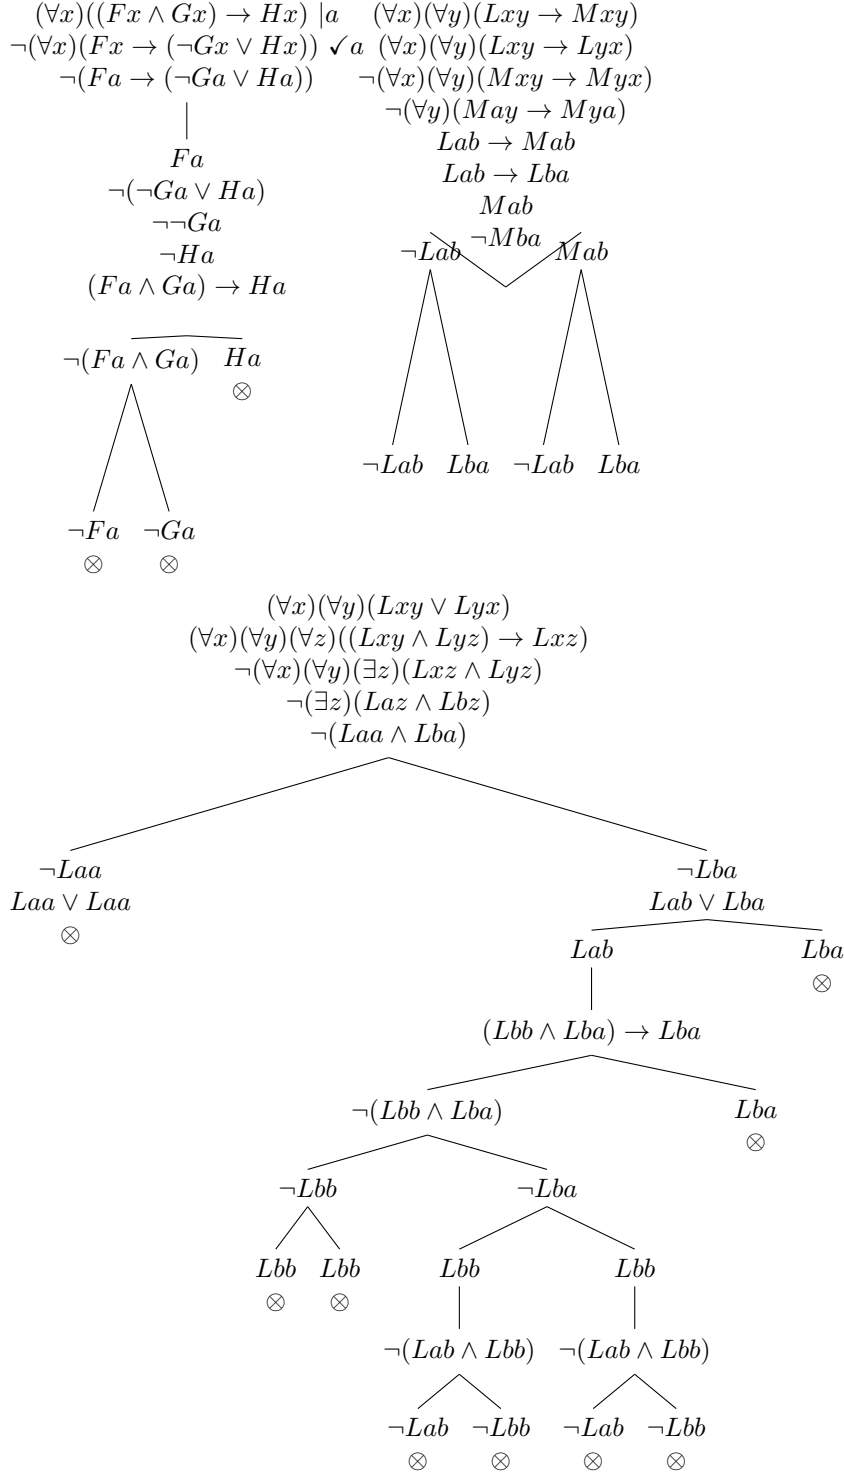 (∀x)((Fx ∧ Gx) → Hx) |a
¬(∀x)(Fx → (¬Gx ∨ Hx)) ✓a
¬(Fa → (¬Ga ∨ Ha))
Fa
¬(¬Ga ∨ Ha)
¬¬Ga
¬Ha
(Fa ∧ Ga) → Ha
¬(Fa ∧ Ga) Ha
⊗
¬Fa ¬Ga
⊗ ⊗
(∀x)(∀y)(Lxy → Mxy)
(∀x)(∀y)(Lxy → Lyx)
¬(∀x)(∀y)(Mxy → Myx)
¬(∀y)(May → Mya)
Lab → Mab
Lab → Lba
Mab
¬Mba
¬Lab Mab
¬Lab Lba ¬Lab Lba
(∀x)(∀y)(Lxy ∨ Lyx)
(∀x)(∀y)(∀z)((Lxy ∧ Lyz) → Lxz)
¬(∀x)(∀y)(∃z)(Lxz ∧ Lyz)
¬(∃z)(Laz ∧ Lbz)
¬(Laa ∧ Lba)
¬Laa ¬Lba
Laa ∨ Laa Lab ∨ Lba
⊗
Lab Lba
⊗
(Lbb ∧ Lba) → Lba
¬(Lbb ∧ Lba) Lba
⊗
¬Lbb ¬Lba
Lbb Lbb Lbb Lbb
⊗ ⊗
¬(Lab ∧ Lbb) ¬(Lab ∧ Lbb)
¬Lab ¬Lbb ¬Lab ¬Lbb
⊗ ⊗ ⊗ ⊗